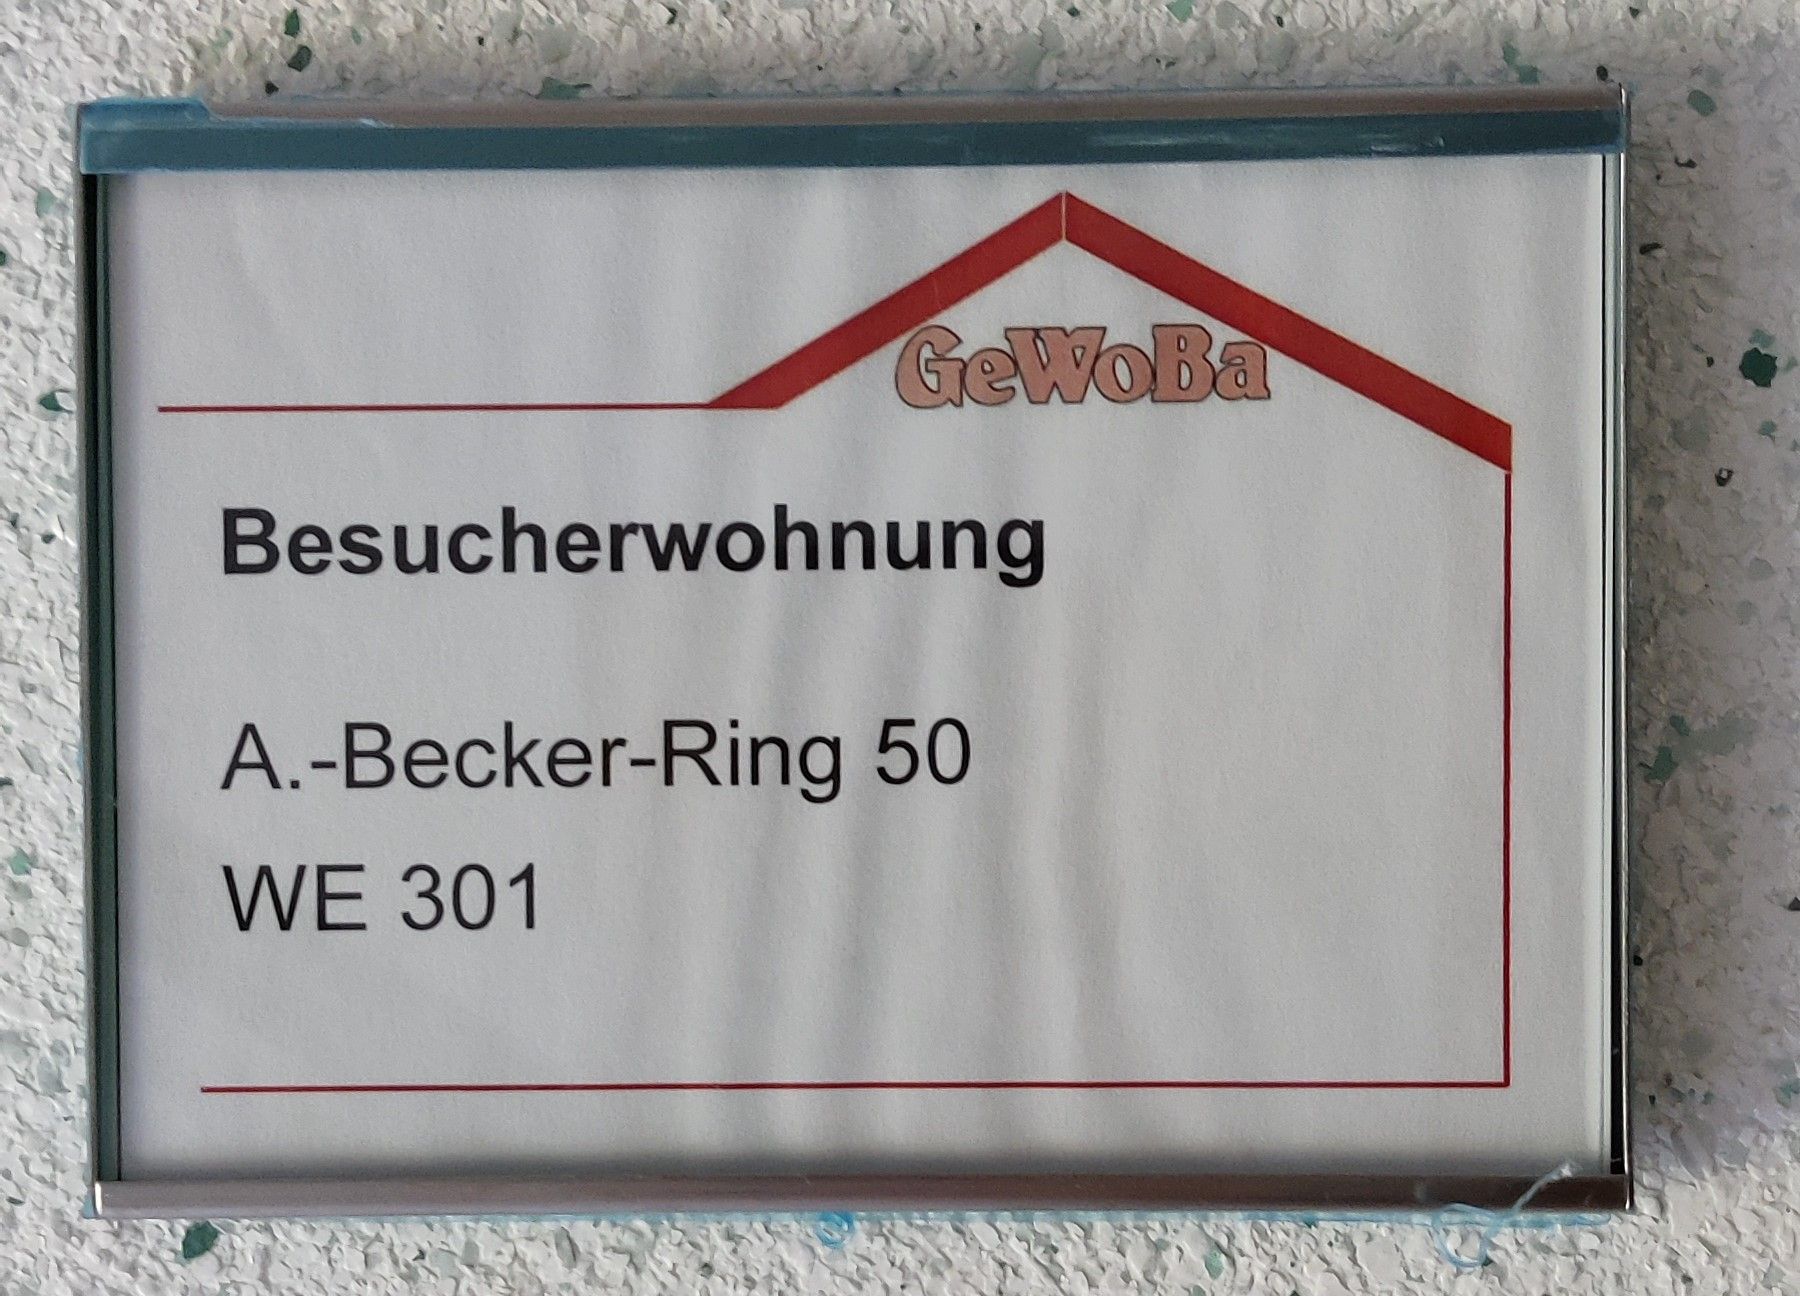 GeWoBa
Besucherwohnung
A.-Becker-Ring 50
WE 301